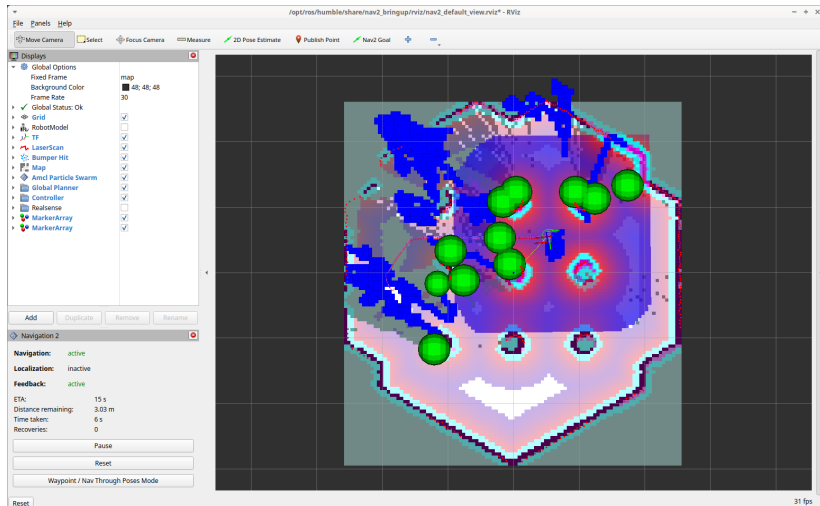 /opt/ros/humble/share/nav2_bringup/rviz/nav2_default_view.rviz* - RViz
File Panels Help
Move Camera Select Focus Camera Measure 2D Pose Estimate Publish Point Nav2 Goal
Displays
Global Options
Fixed Frame map
Background Color 48; 48; 48
Frame Rate 30
Global Status: Ok
Grid
RobotModel
TF
LaserScan
Bumper Hit
Map
Amcl Particle Swarm
Global Planner
Controller
Realsense
MarkerArray
MarkerArray
Add Duplicate Remove Rename
Navigation 2
Navigation: active
Localization: inactive
Feedback: active
ETA: 15 s
Distance remaining: 3.03 m
Time taken: 6 s
Recoveries: 0
Pause
Reset
Waypoint / Nav Through Poses Mode
Reset
31 fps